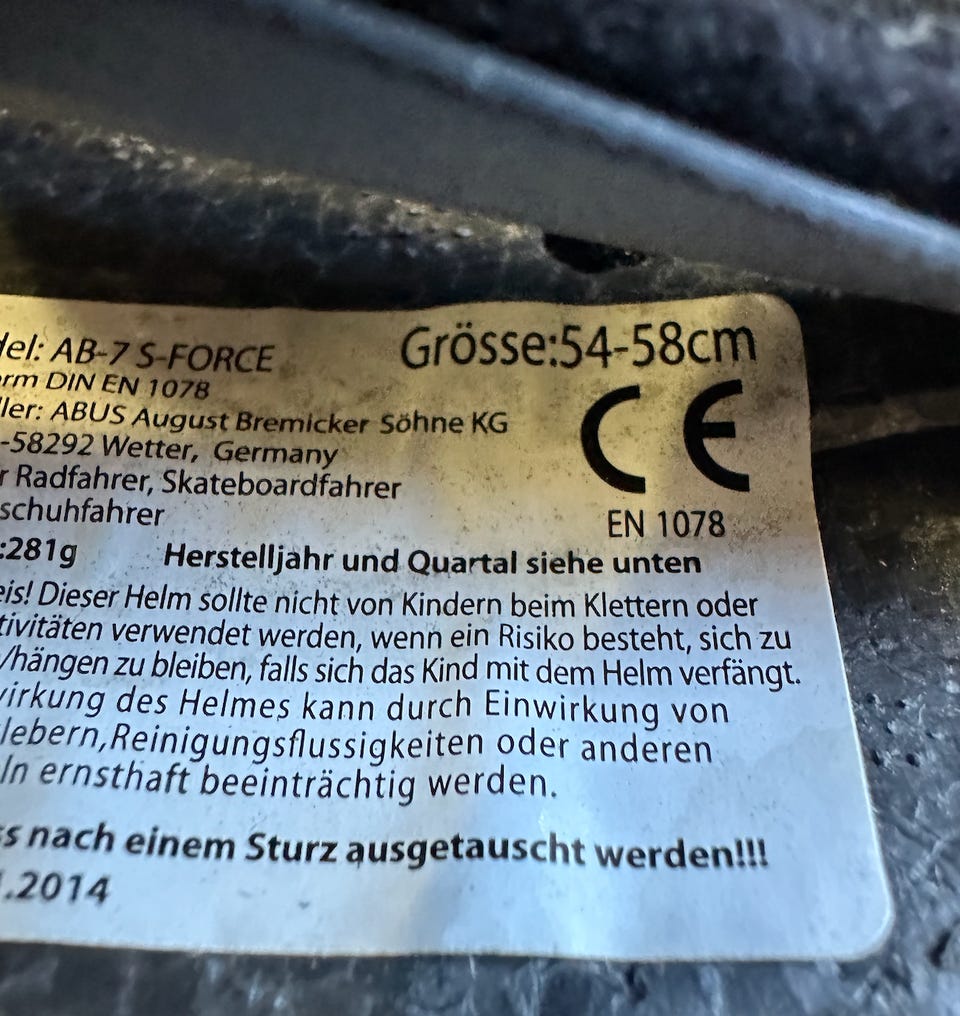 del: AB-7 S-FORCE
Grösse:54-58cm
rm DIN EN 1078
ller: ABUS August Bremicker Söhne KG
-58292 Wetter, Germany
r Radfahrer, Skateboardfahrer
schuhfahrer
CE
EN 1078
:281g Herstelljahr und Quartal siehe unten
eis! Dieser Helm sollte nicht von Kindern beim Klettern oder
tivitäten verwendet werden, wenn ein Risiko besteht, sich zu
/hängen zu bleiben, falls sich das Kind mit dem Helm verfängt.
wirkung des Helmes kann durch Einwirkung von
lebern,Reinigungsflussigkeiten oder anderen
ln ernsthaft beeinträchtig werden.
ss nach einem Sturz ausgetauscht werden!!!
.2014